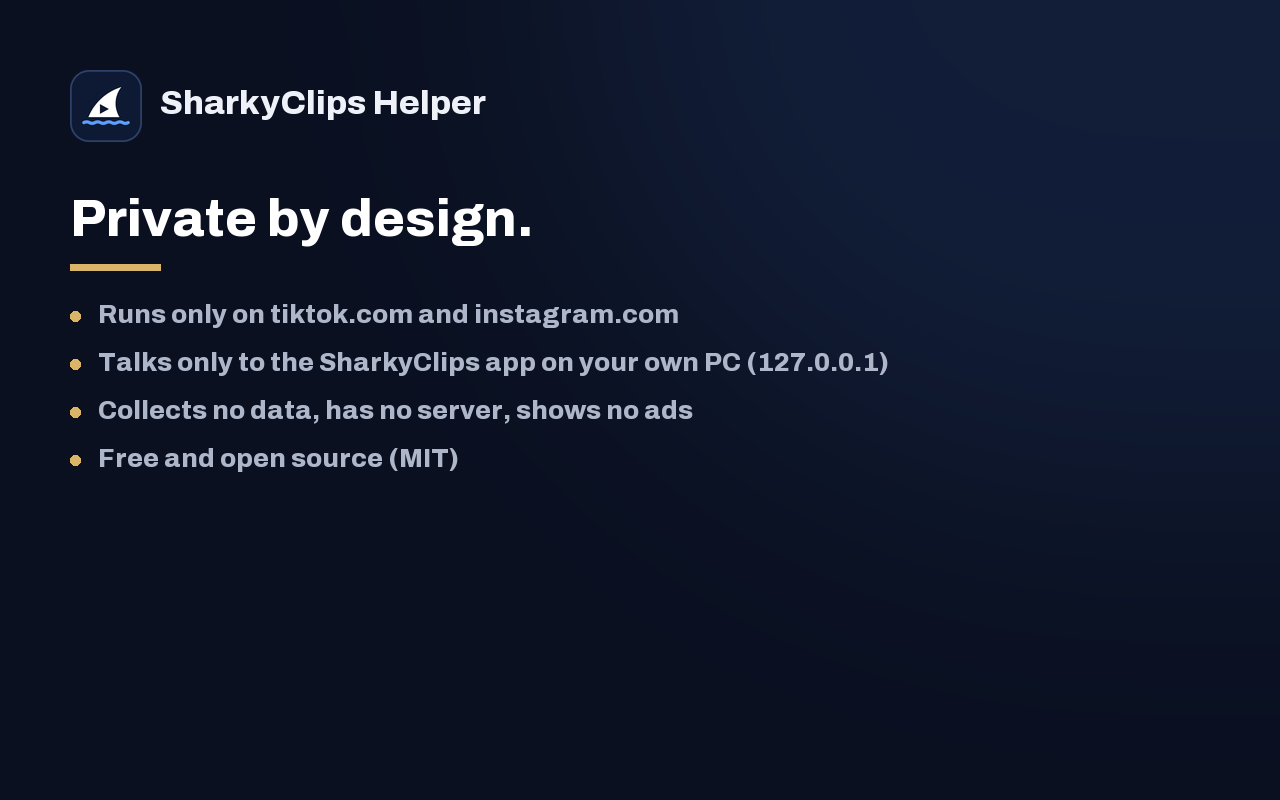 SharkyClips Helper
Private by design.
Runs only on tiktok.com and instagram.com
Talks only to the SharkyClips app on your own PC (127.0.0.1)
Collects no data, has no server, shows no ads
Free and open source (MIT)